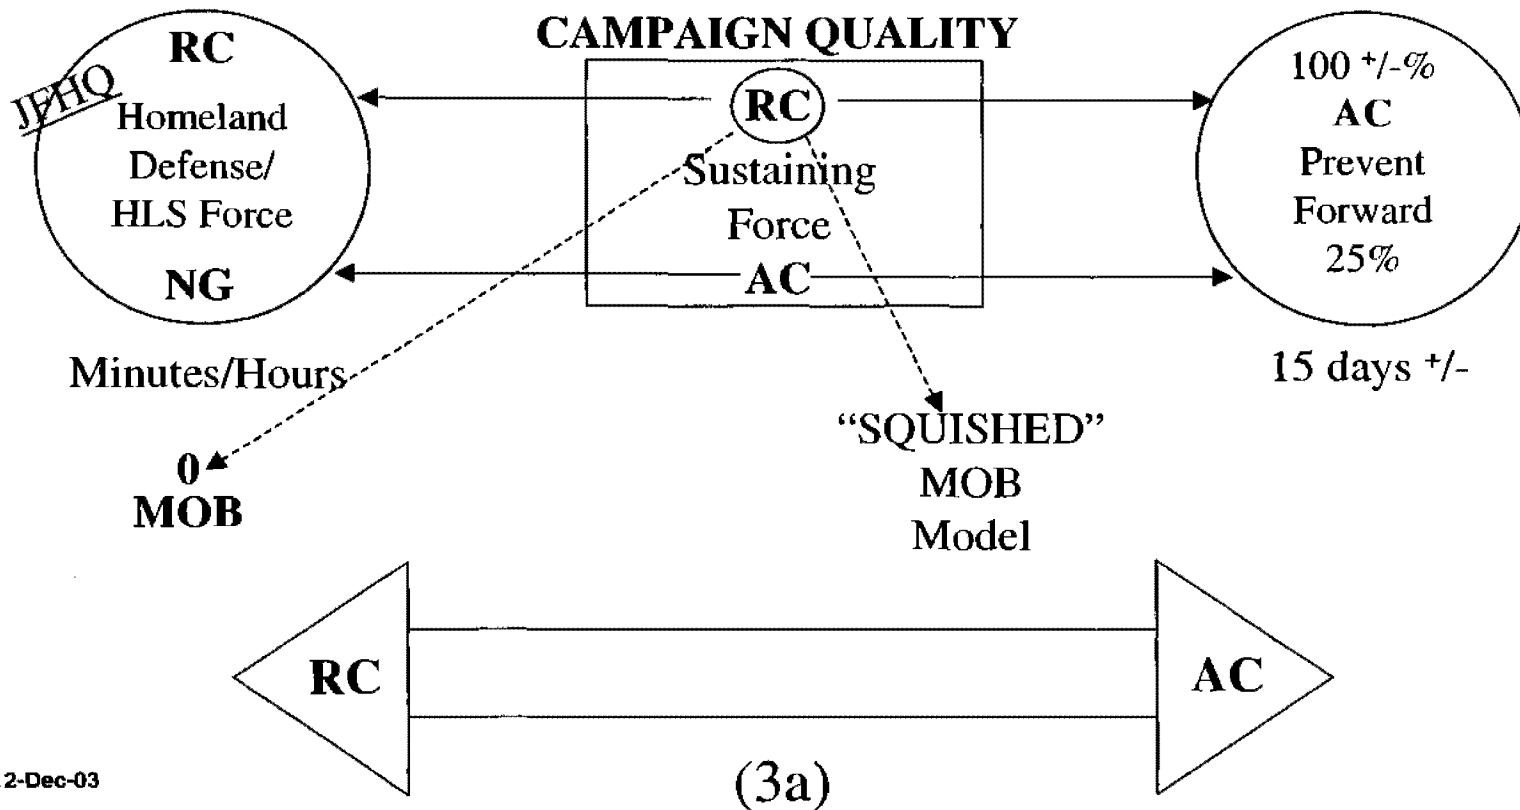 CAMPAIGN QUALITY
JFHQ
RC
Homeland
Defense/
HLS Force
NG
RC
Sustaining
Force
AC
100 +/-%
AC
Prevent
Forward
25%
Minutes/Hours
15 days +/-
0
MOB
“SQUISHED”
MOB
Model
RC
AC
2-Dec-03
(3a)